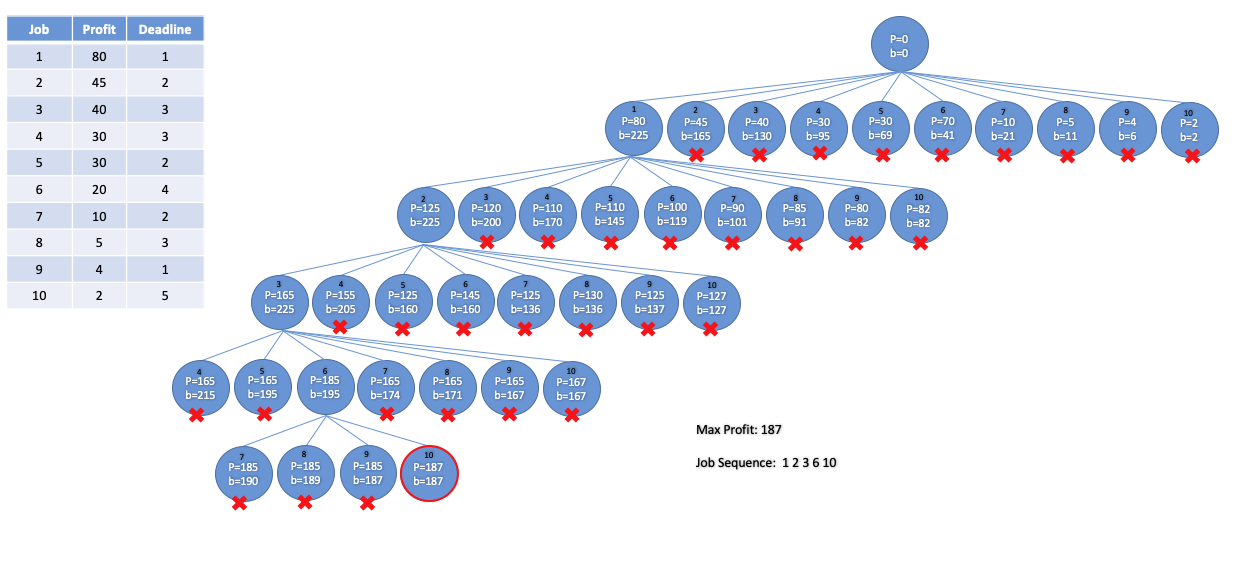 Job Profit Deadline
1 80 1
2 45 2
3 40 3
4 30 3
5 30 2
6 20 4
7 10 2
8 5 3
9 4 1
10 2 5
P=0
b=0
1 2 3 4 5 6 7 8 9 10
P=80 P=45 P=40 P=30 P=30 P=70 P=10 P=5 P=4 P=2
b=225 b=165 b=130 b=95 b=69 b=41 b=21 b=11 b=6 b=2
2 3 4 5 6 7 8 9 10
P=125 P=120 P=110 P=110 P=100 P=90 P=85 P=80 P=82
b=225 b=200 b=170 b=145 b=119 b=101 b=91 b=82 b=82
3 4 5 6 7 8 9 10
P=165 P=155 P=125 P=145 P=125 P=130 P=125 P=127
b=225 b=205 b=160 b=160 b=136 b=136 b=137 b=127
4 5 6 7 8 9 10
P=165 P=165 P=185 P=165 P=165 P=165 P=167
b=215 b=195 b=195 b=174 b=171 b=167 b=167
Max Profit: 187
7 8 9 10
P=185 P=185 P=185 P=187
b=190 b=189 b=187 b=187
Job Sequence: 1 2 3 6 10